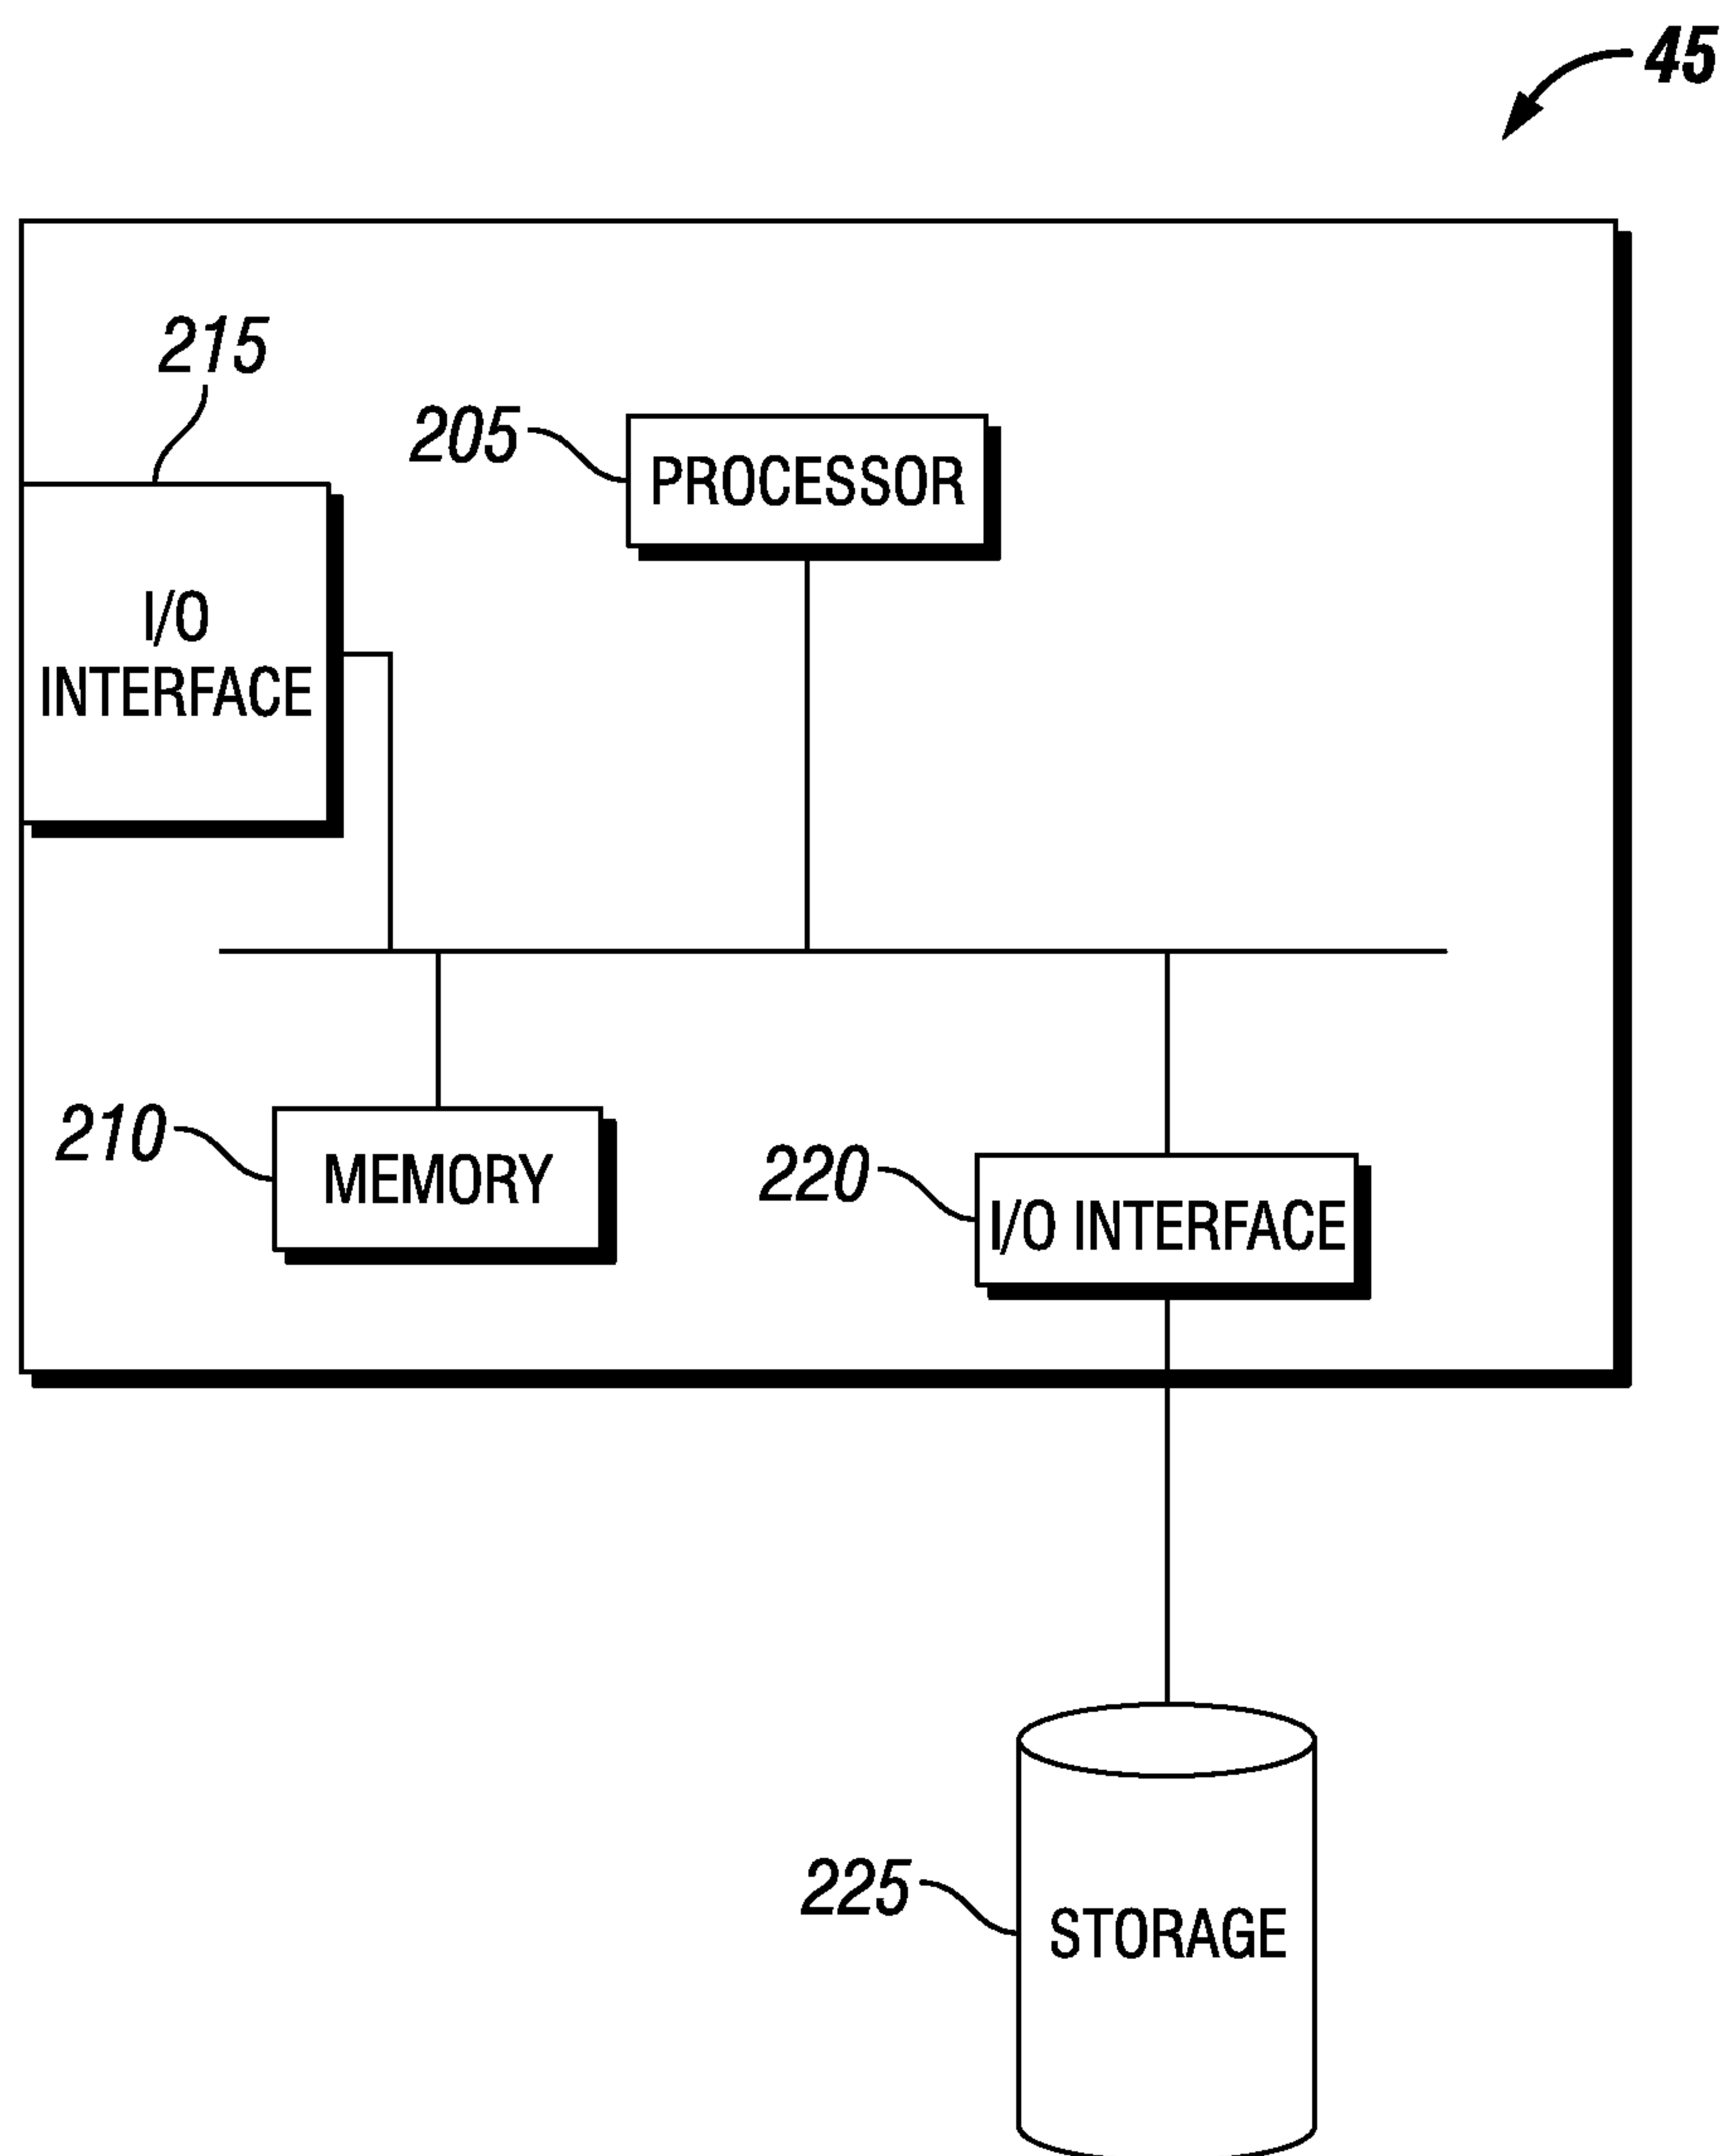 45
215
205
PROCESSOR
I/O
INTERFACE
210
MEMORY
220
I/O INTERFACE
225
STORAGE